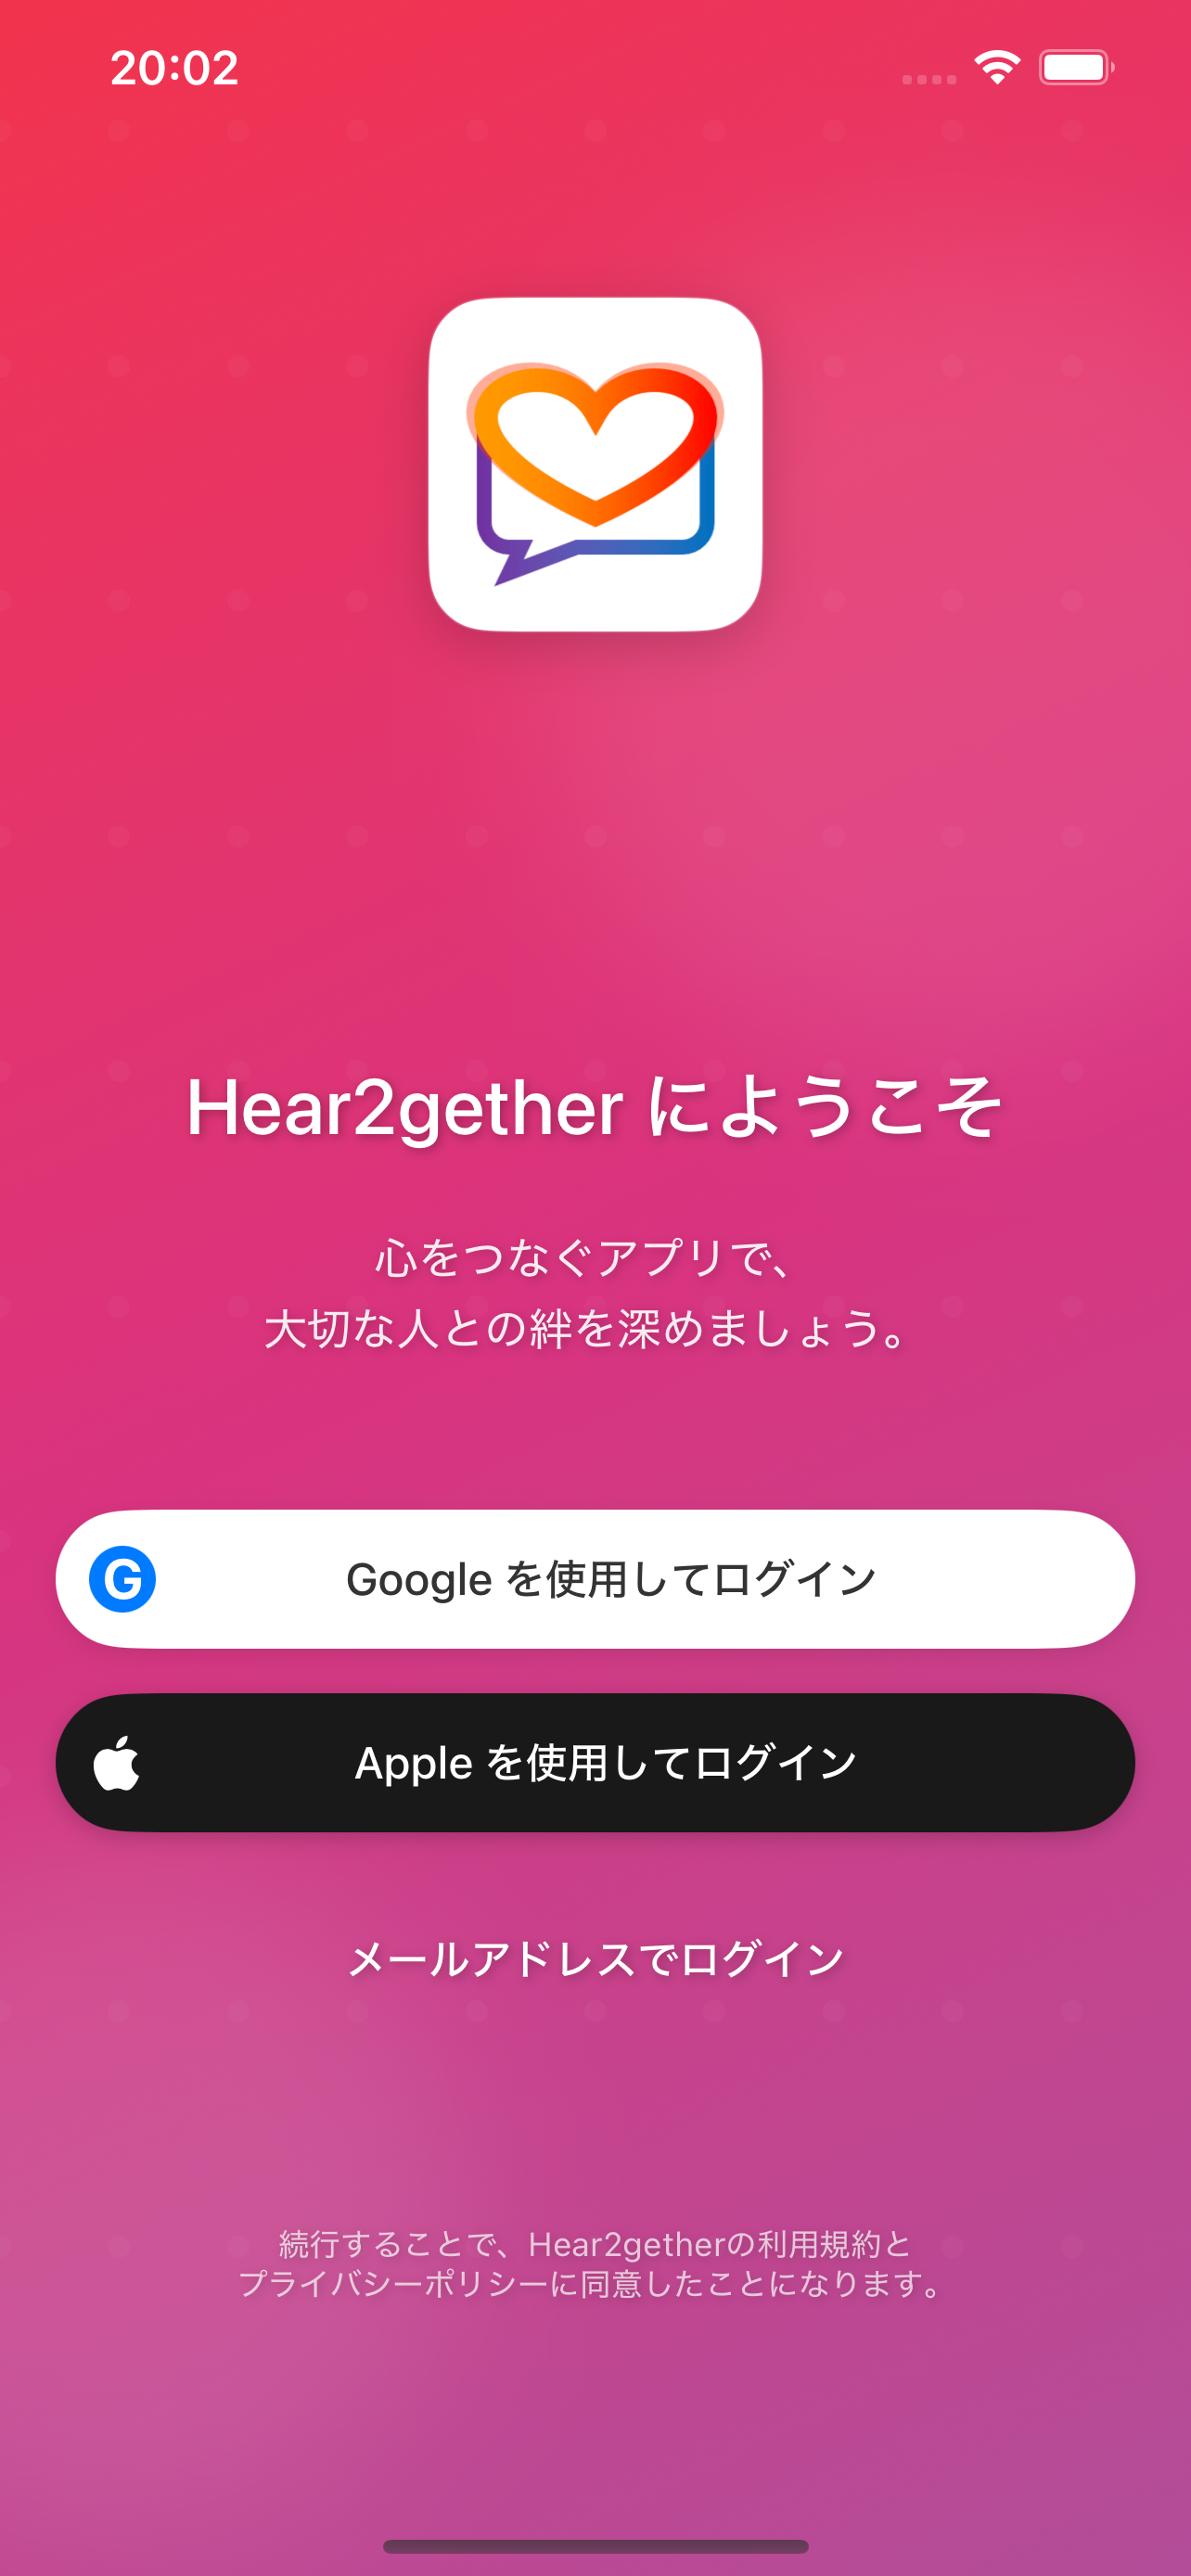 20:02
Hear2gether にようこそ
心をつなぐアプリで、
大切な人との絆を深めましょう。
G Google を使用してログイン
Apple を使用してログイン
メールアドレスでログイン
続行することで、Hear2getherの利用規約と
プライバシーポリシーに同意したことになります。